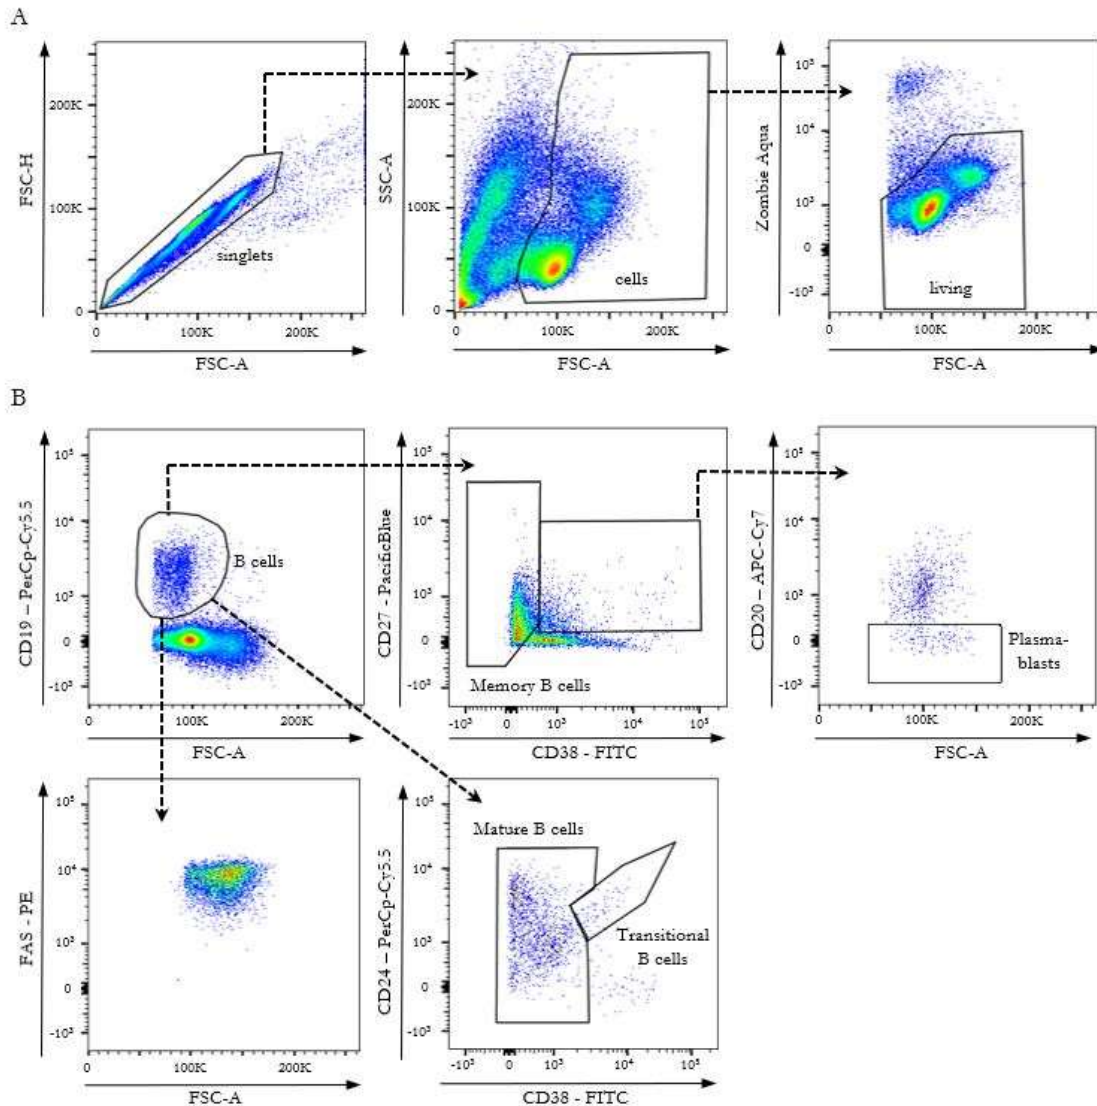 A
FSC-H
200K
100K
0
singlets
0
100K
200K
FSC-A
SSC-A
200K
100K
0
cells
0
100K
200K
FSC-A
Zombie Aqua
10⁵
10⁴
10³
0
-10³
living
0
100K
200K
FSC-A
B
CD19 – PerCp-Cy5.5
10⁵
10⁴
10³
0
-10³
B cells
0
100K
200K
FSC-A
CD27 - PacificBlue
10⁵
10⁴
10³
0
-10³
Memory B cells
-10³
0
10³
10⁴
10⁵
CD38 - FITC
CD20 – APC-Cy7
10⁵
10⁴
10³
0
-10³
Plasma-
blasts
0
100K
200K
FSC-A
FAS - PE
10⁵
10⁴
10³
0
-10³
0
100K
200K
FSC-A
CD24 – PerCp-Cy5.5
10⁵
10⁴
10³
0
-10³
Mature B cells
Transitional
B cells
-10³
0
10³
10⁴
10⁵
CD38 - FITC